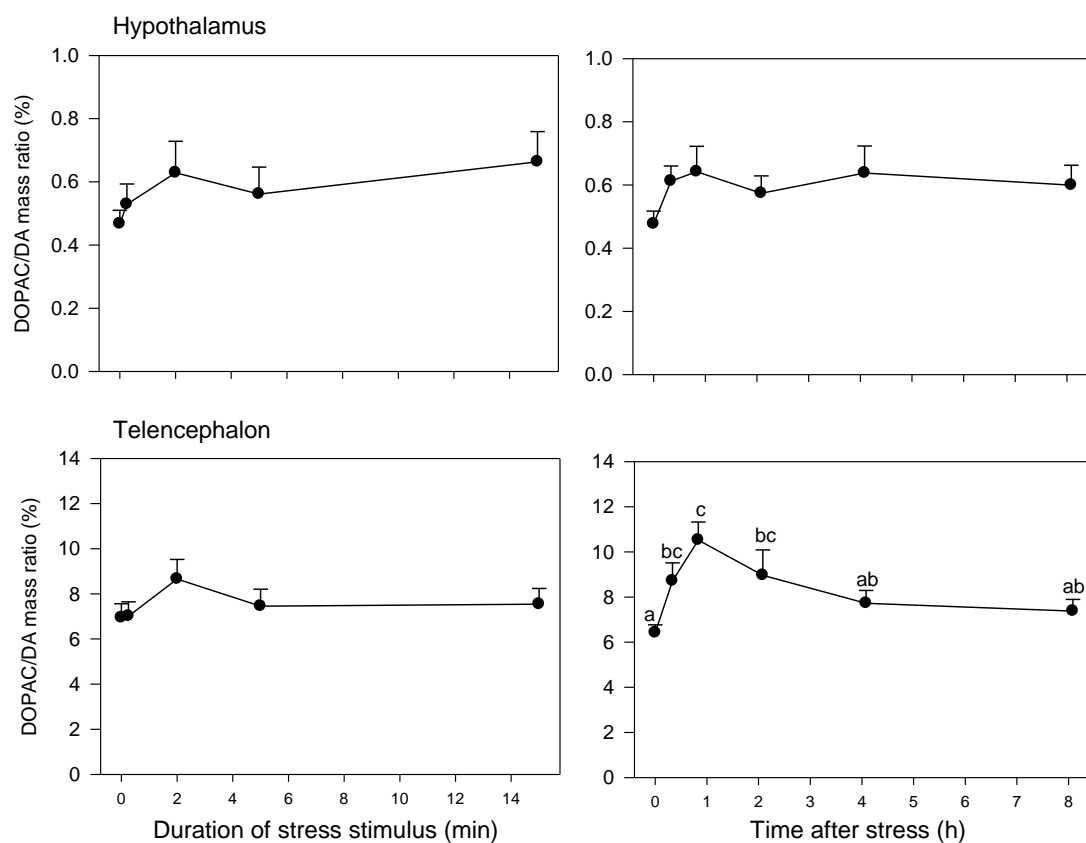 Hypothalamus
DOPAC/DA mass ratio (%)
1.0
0.8
0.6
0.4
0.2
0.0
1.0
0.8
0.6
0.4
0.2
0.0
Telencephalon
DOPAC/DA mass ratio (%)
14
12
10
8
6
4
2
0
0 2 4 6 8 10 12 14
Duration of stress stimulus (min)
14
12
10
8
6
4
2
0
a
bc
c
bc
ab
ab
0 1 2 3 4 5 6 7 8
Time after stress (h)